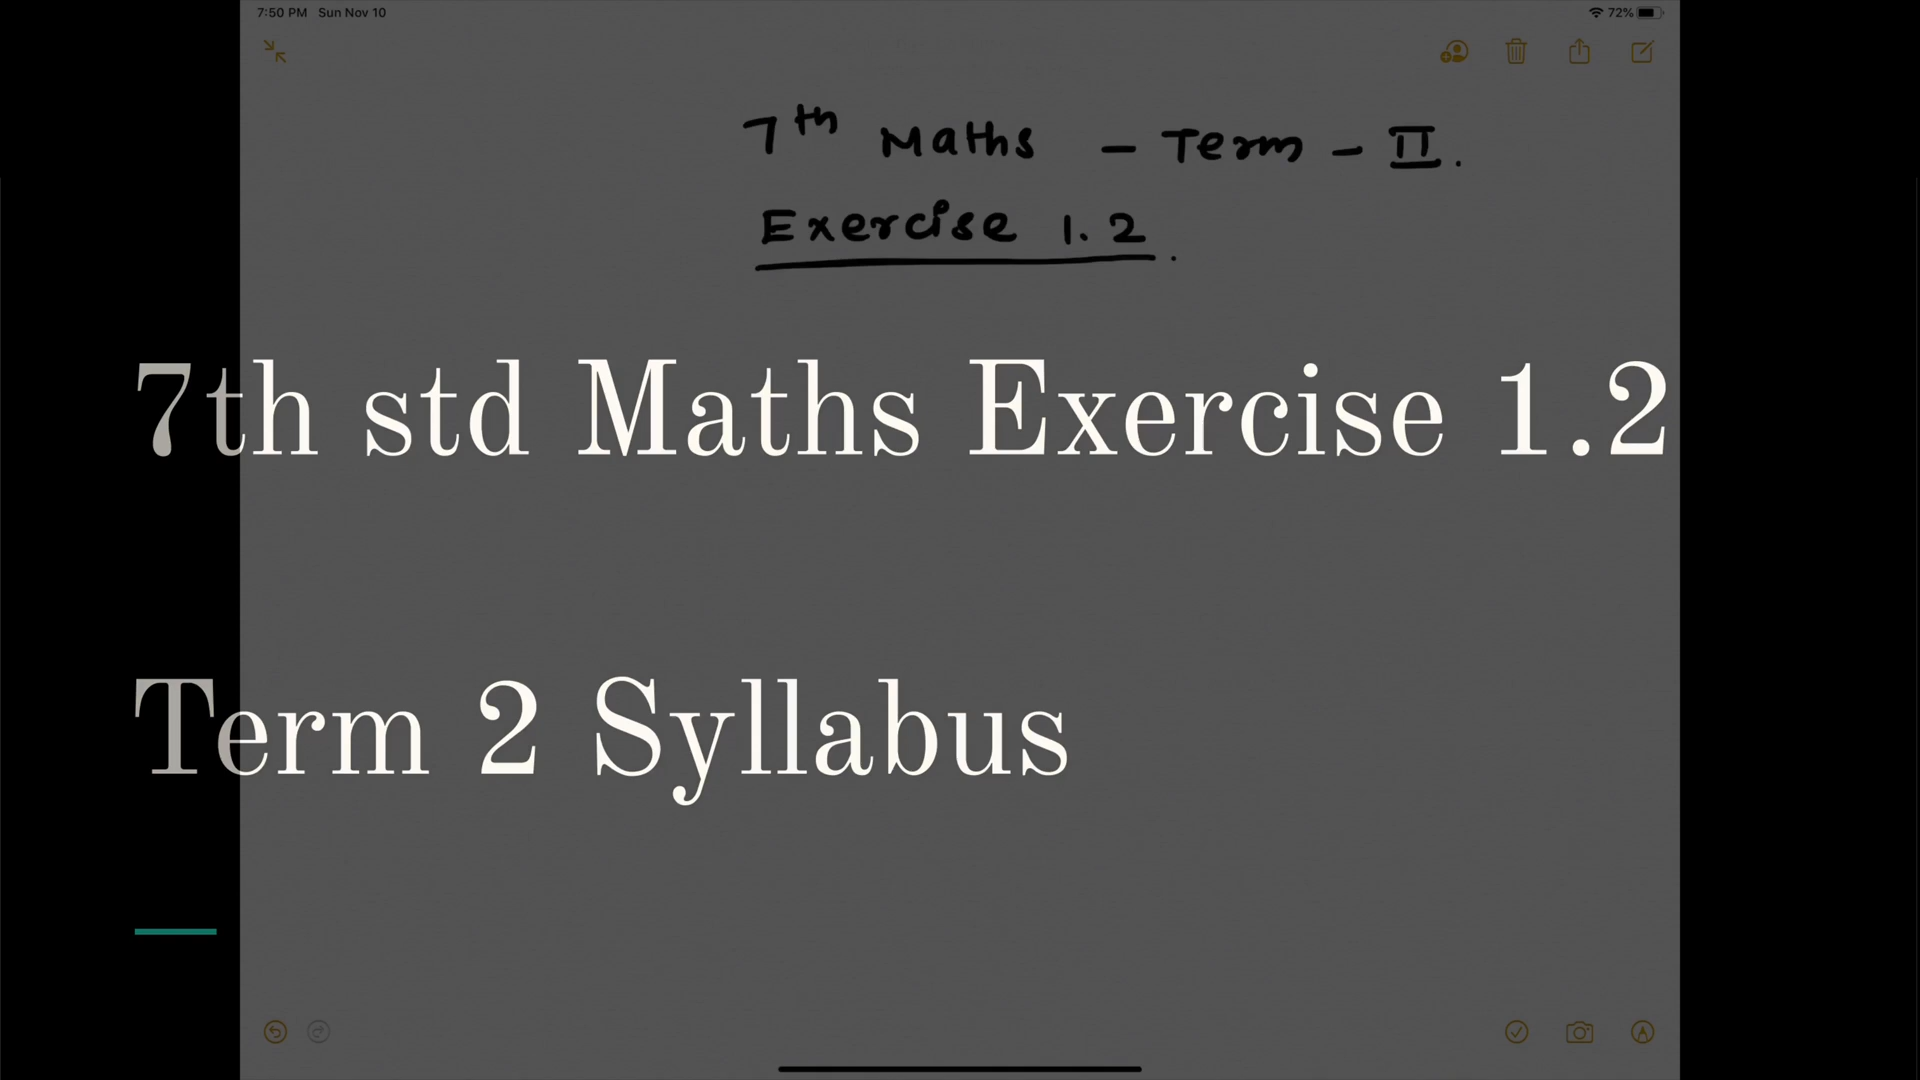 7:50 PM Sun Nov 10 72%
7th Maths - Term - II.
Exercise 1.2.
7th std Maths Exercise 1.2
Term 2 Syllabus